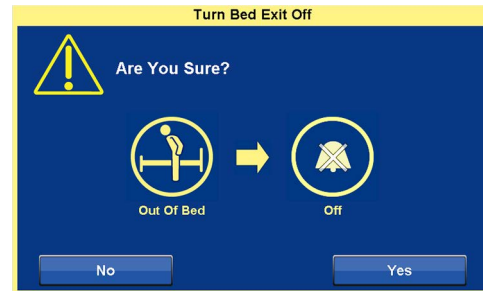 Turn Bed Exit Off
Are You Sure?
Out Of Bed
Off
No
Yes